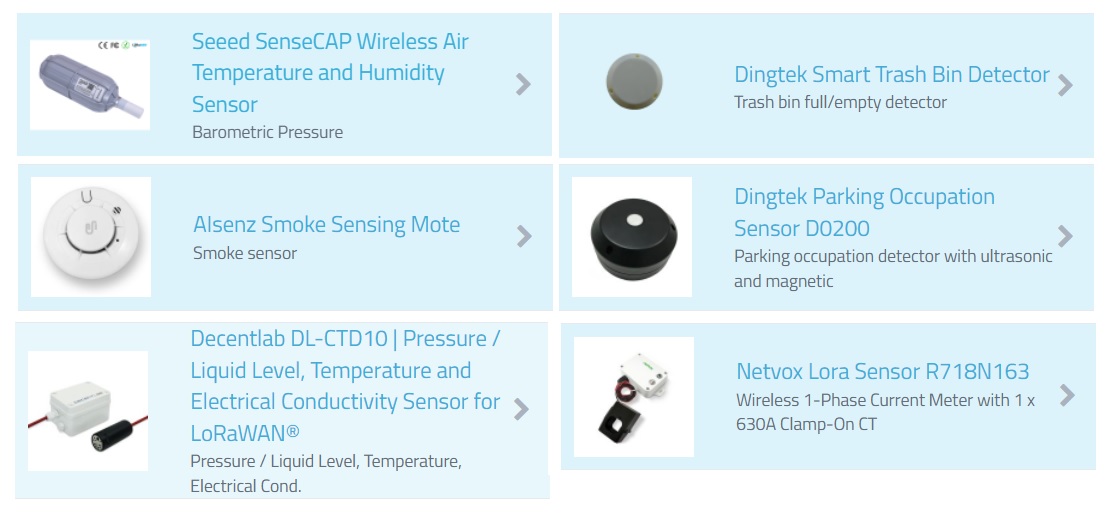 Seeed SenseCAP Wireless Air
Temperature and Humidity
Sensor
Barometric Pressure
Dingtek Smart Trash Bin Detector
Trash bin full/empty detector
Alsenz Smoke Sensing Mote
Smoke sensor
Dingtek Parking Occupation
Sensor DO200
Parking occupation detector with ultrasonic
and magnetic
Decentlab DL-CTD10 | Pressure /
Liquid Level, Temperature and
Electrical Conductivity Sensor for
LoRaWAN®
Pressure / Liquid Level, Temperature,
Electrical Cond.
Netvox Lora Sensor R718N163
Wireless 1-Phase Current Meter with 1 x
630A Clamp-On CT